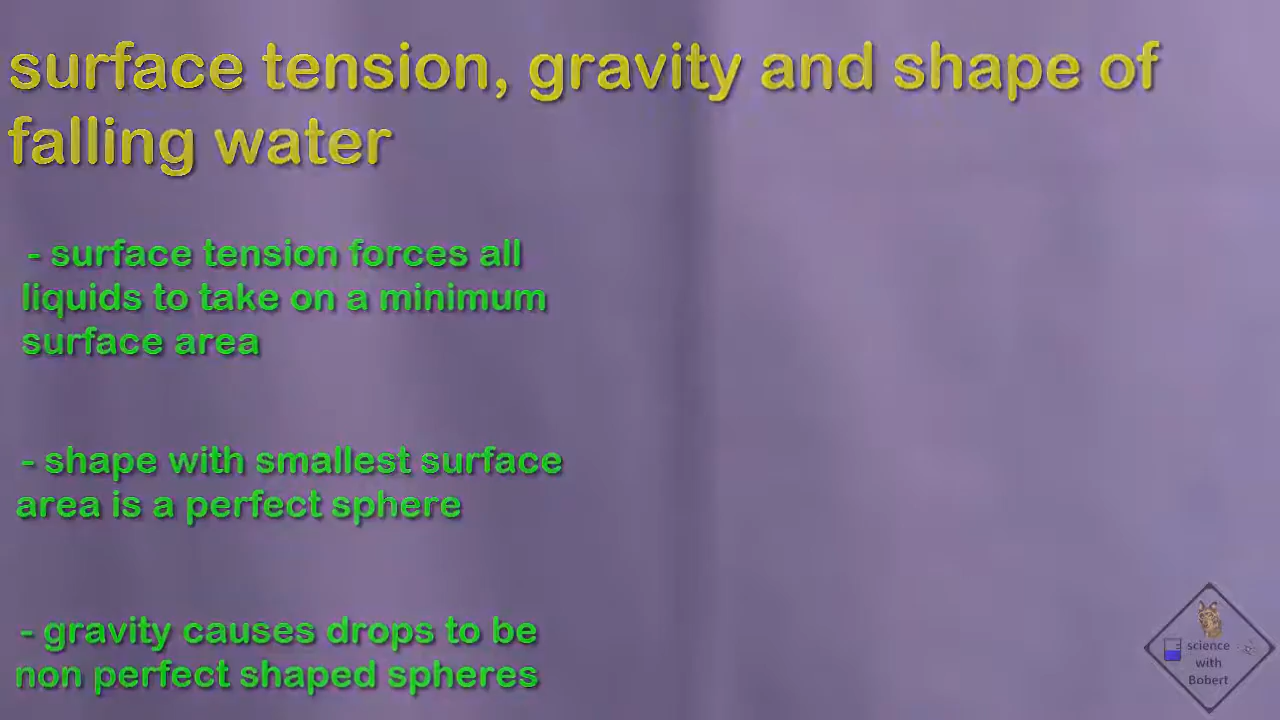 surface tension, gravity and shape of
falling water
- surface tension forces all
liquids to take on a minimum
surface area
- shape with smallest surface
area is a perfect sphere
- gravity causes drops to be
non perfect shaped spheres
science
with
Bobert